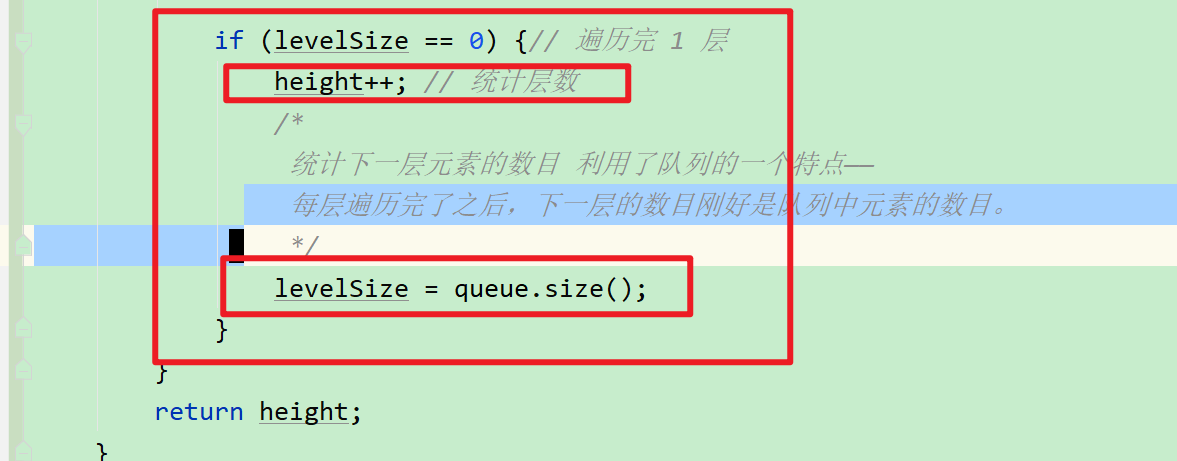 if (levelSize == 0) {// 遍历完 1 层
height++; // 统计层数
/*
统计下一层元素的数目 利用了队列的一个特点——
每层遍历完了之后，下一层的数目刚好是队列中元素的数目。
*/
levelSize = queue.size();
}
}
return height;
}